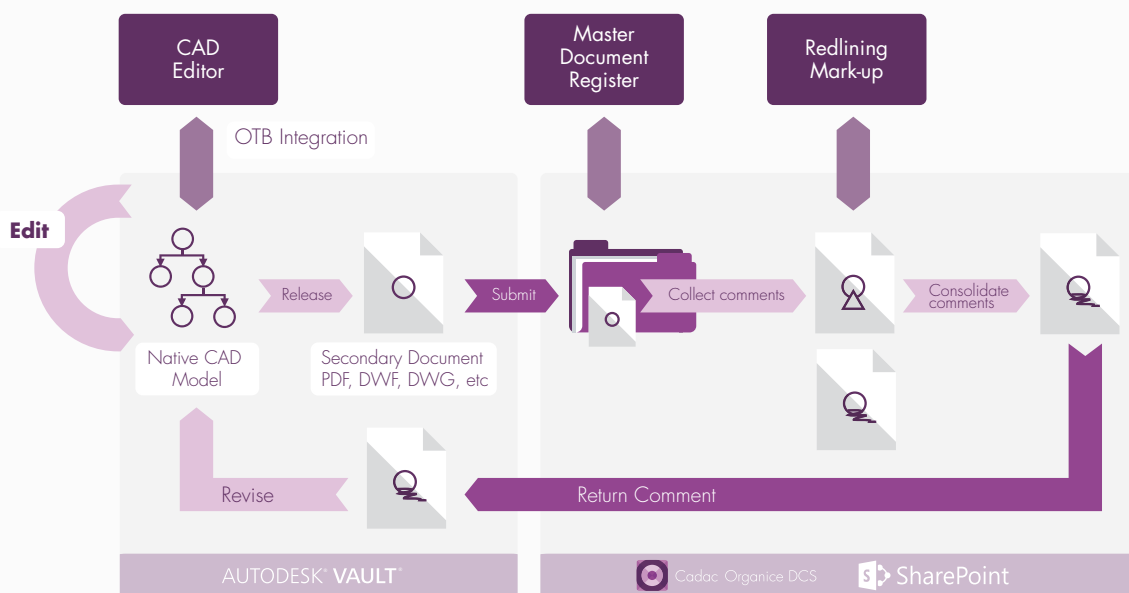 CAD
Editor
Master
Document
Register
Redlining
Mark-up
OTB Integration
Edit
Release
Submit
Collect comments
Consolidate
comments
Native CAD
Model
Secondary Document
PDF, DWF, DWG, etc
Revise
Return Comment
AUTODESK® VAULT®
Cadac Organice DCS
S
SharePoint